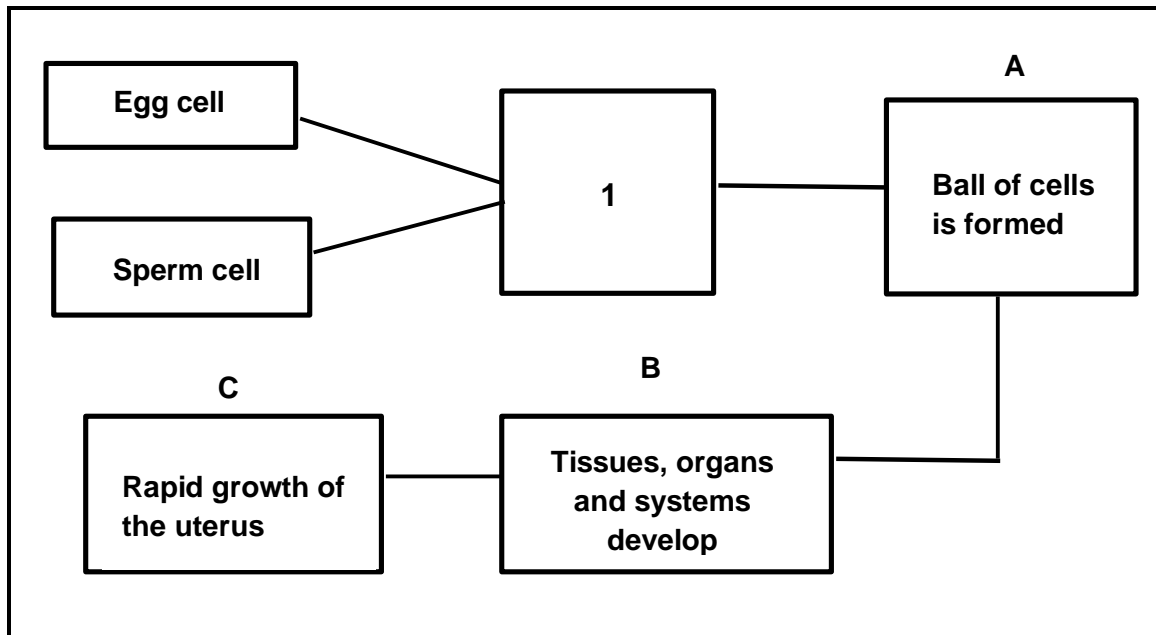 Egg cell
Sperm cell
1
A
Ball of cells
is formed
B
Tissues, organs
and systems
develop
C
Rapid growth of
the uterus